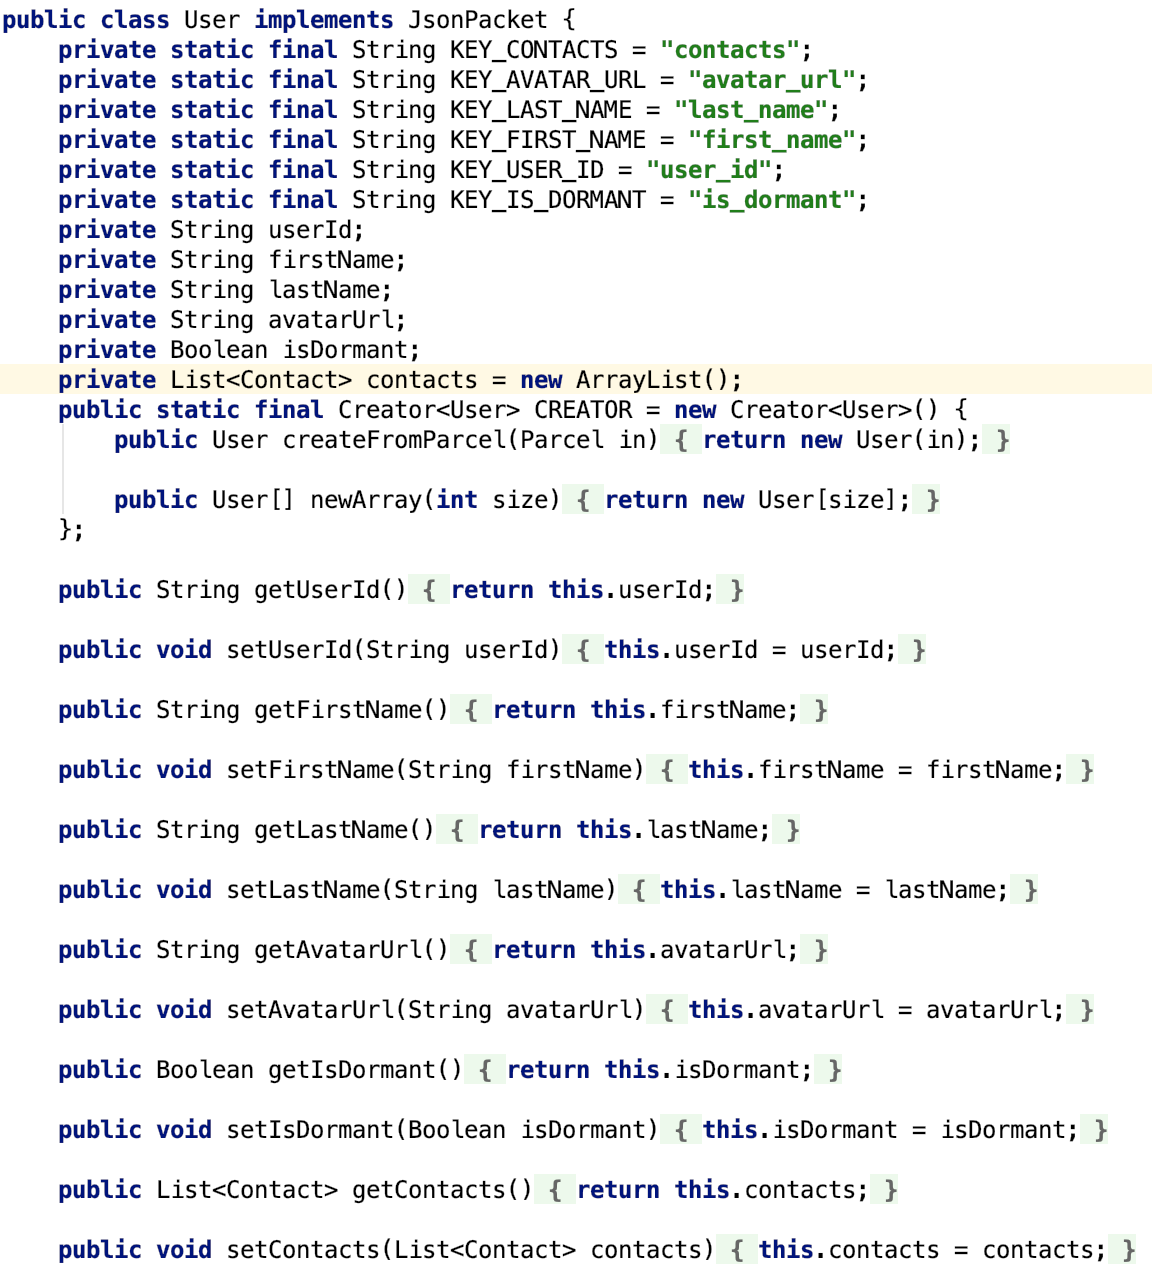 public class User implements JsonPacket {
    private static final String KEY_CONTACTS = "contacts";
    private static final String KEY_AVATAR_URL = "avatar_url";
    private static final String KEY_LAST_NAME = "last_name";
    private static final String KEY_FIRST_NAME = "first_name";
    private static final String KEY_USER_ID = "user_id";
    private static final String KEY_IS_DORMANT = "is_dormant";
    private String userId;
    private String firstName;
    private String lastName;
    private String avatarUrl;
    private Boolean isDormant;
    private List<Contact> contacts = new ArrayList();
    public static final Creator<User> CREATOR = new Creator<User>() {
        public User createFromParcel(Parcel in) { return new User(in); }
        public User[] newArray(int size) { return new User[size]; }
    };
    public String getUserId() { return this.userId; }
    public void setUserId(String userId) { this.userId = userId; }
    public String getFirstName() { return this.firstName; }
    public void setFirstName(String firstName) { this.firstName = firstName; }
    public String getLastName() { return this.lastName; }
    public void setLastName(String lastName) { this.lastName = lastName; }
    public String getAvatarUrl() { return this.avatarUrl; }
    public void setAvatarUrl(String avatarUrl) { this.avatarUrl = avatarUrl; }
    public Boolean getIsDormant() { return this.isDormant; }
    public void setIsDormant(Boolean isDormant) { this.isDormant = isDormant; }
    public List<Contact> getContacts() { return this.contacts; }
    public void setContacts(List<Contact> contacts) { this.contacts = contacts; }